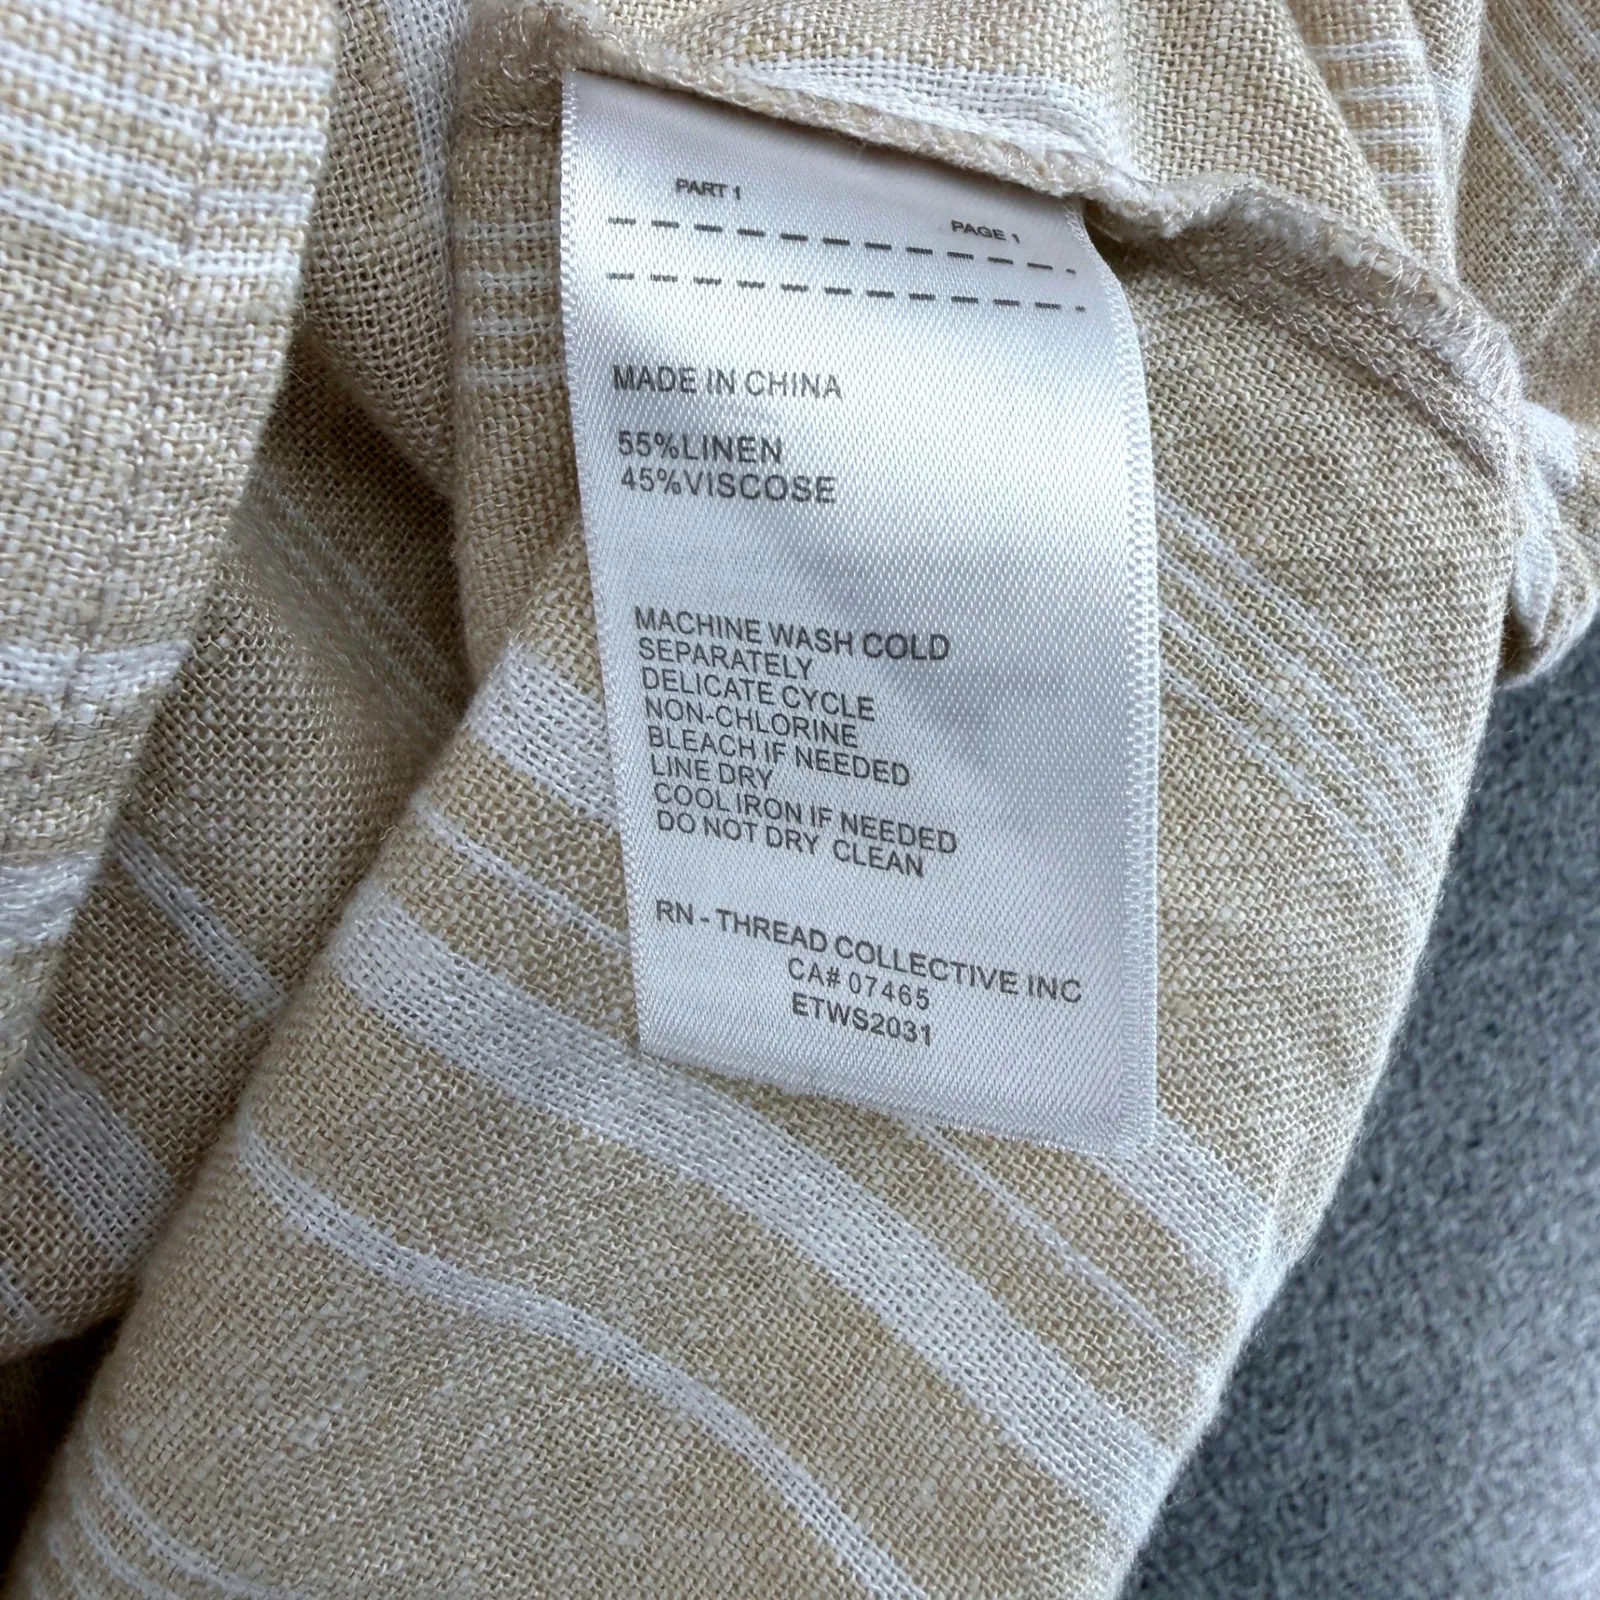 PART 1
PAGE 1
MADE IN CHINA
55%LINEN
45%VISCOSE
MACHINE WASH COLD
SEPARATELY
DELICATE CYCLE
NON-CHLORINE
BLEACH IF NEEDED
LINE DRY
COOL IRON IF NEEDED
DO NOT DRY CLEAN
RN - THREAD COLLECTIVE INC
CA# 07465
ETWS2031